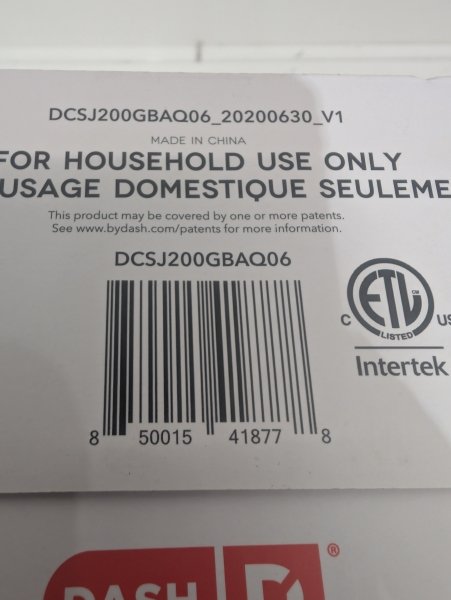 DCSJ200GBAQ06_20200630_V1
MADE IN CHINA
FOR HOUSEHOLD USE ONLY
USAGE DOMESTIQUE SEULEME
This product may be covered by one or more patents.
See www.bydash.com/patents for more information.
DCSJ200GBAQ06
C ETL CM US
LISTED
Intertek
8 50015 41877 8
DASH D ®